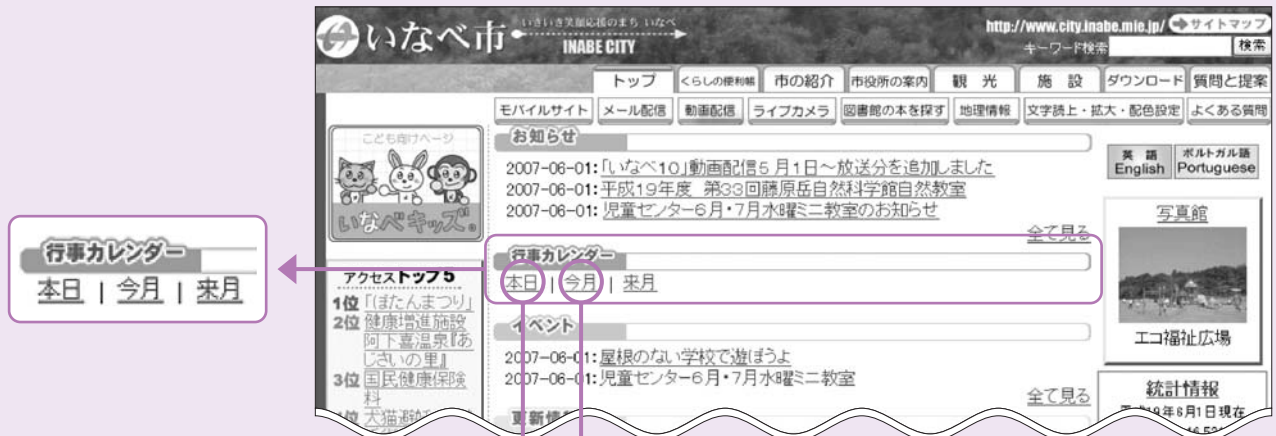 いなべ市
いきいき笑顔応援のまち いなべ
INABE CITY
http://www.city.inabe.mie.jp/
サイトマップ
キーワード検索
検索
トップ
くらしの便利帳
市の紹介
市役所の案内
観 光
施 設
ダウンロード
質問と提案
モバイルサイト
メール配信
動画配信
ライブカメラ
図書館の本を探す
地理情報
文字読上・拡大・配色設定
よくある質問
こども向けページ
いなべキッズ。
アクセストップ5
1位「(ぼたんまつり」
2位 健康増進施設
阿下喜温泉『あ
じさいの里』
3位 国民健康保険
料
お知らせ
2007-06-01:「いなべ10」動画配信5月1日~放送分を追加しました
2007-06-01:平成19年度 第33回藤原岳自然科学館自然教室
2007-06-01:児童センター6月・7月水曜ミニ教室のお知らせ
全て見る
行事カレンダー
本日 | 今月 | 来月
イベント
2007-06-01:屋根のない学校で遊ぼうよ
2007-06-01:児童センター6月・7月水曜ミニ教室
全て見る
英 語
English
ポルトガル語
Portuguese
写真館
エコ福祉広場
統計情報
行事カレンダー
本日 | 今月 | 来月